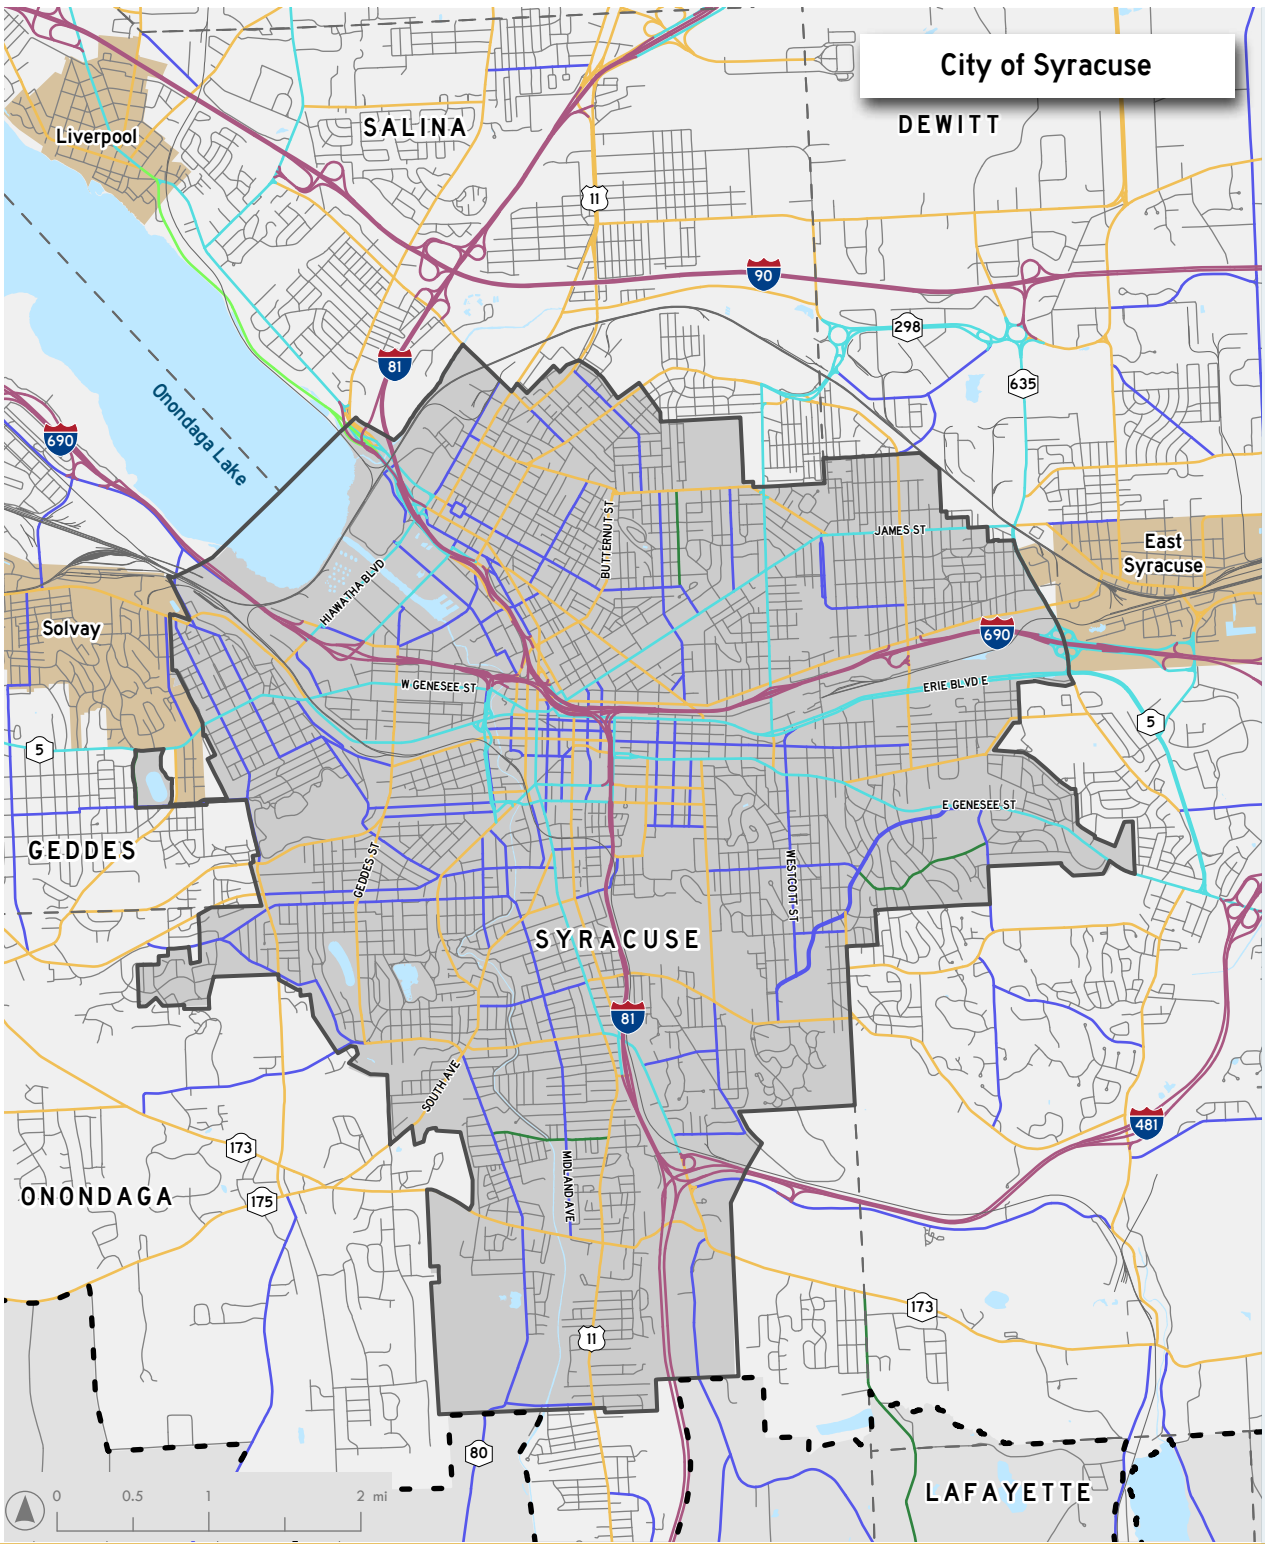 City of Syracuse
SALINA
DEWITT
Liverpool
11
90
298
81
635
Onondaga Lake
690
BUTTERNUT ST
JAMES ST
East
Syracuse
HIAWATHA BLVD
Solvay
690
W GENESEE ST
ERIE BLVD E
5
5
E GENESEE ST
GEDDES
GEDDES ST
WESTCOTT ST
SYRACUSE
81
SOUTH AVE
481
173
MIDLAND AVE
ONONDAGA
175
173
11
80
LAFAYETTE
0 0.5 1 2 mi